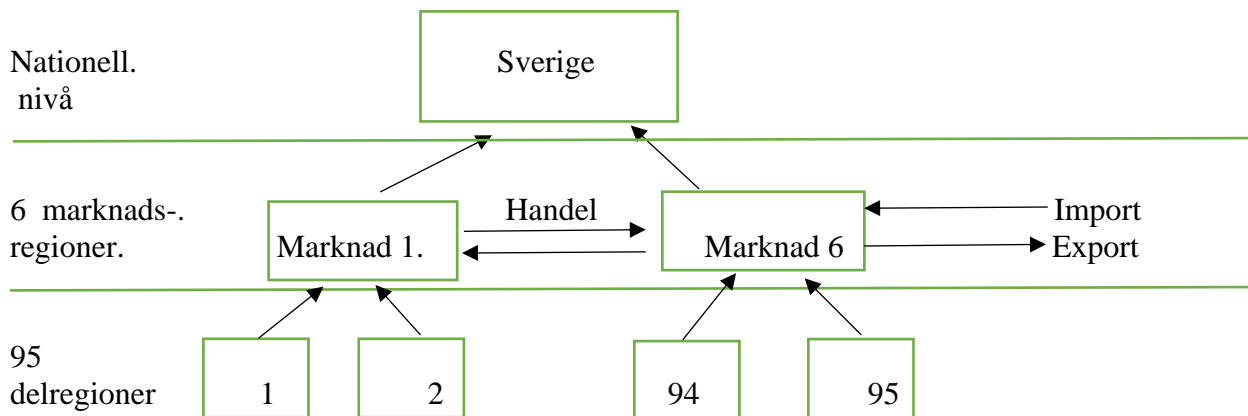 Nationell.
nivå
Sverige
6 marknads-.
regioner.
Marknad 1.
Handel
Marknad 6
Import
Export
95
delregioner
1
2
94
95